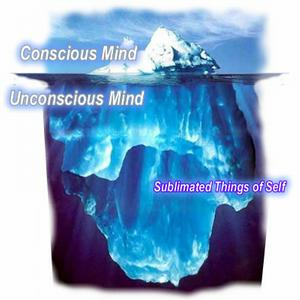 Conscious Mind
Unconscious Mind
Sublimated Things of Self